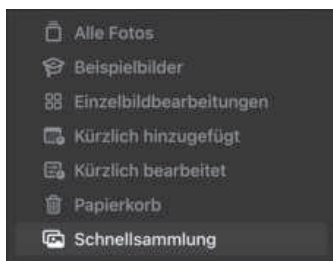 Alle Fotos
Beispielbilder
Einzelbildbearbeitungen
Kürzlich hinzugefügt
Kürzlich bearbeitet
Papierkorb
Schnellsammlung